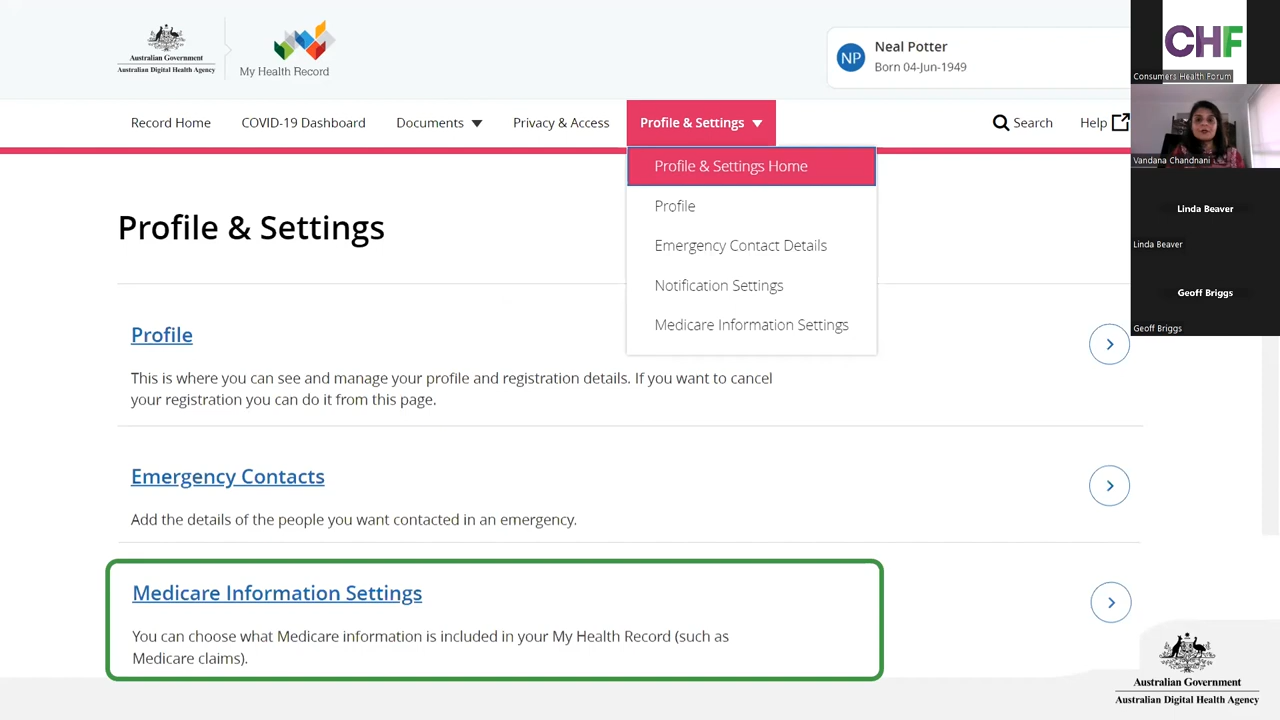 Australian Government
Australian Digital Health Agency
My Health Record
NP
Neal Potter
Born 04-Jun-1949
CHF
Consumers Health Forum
Record Home
COVID-19 Dashboard
Documents
Privacy & Access
Profile & Settings
Search
Help
Vandana Chandnani
Profile & Settings Home
Profile
Emergency Contact Details
Notification Settings
Medicare Information Settings
Linda Beaver
Linda Beaver
Geoff Briggs
Geoff Briggs
Profile & Settings
Profile
This is where you can see and manage your profile and registration details. If you want to cancel
your registration you can do it from this page.
Emergency Contacts
Add the details of the people you want contacted in an emergency.
Medicare Information Settings
You can choose what Medicare information is included in your My Health Record (such as
Medicare claims).
Australian Government
Australian Digital Health Agency